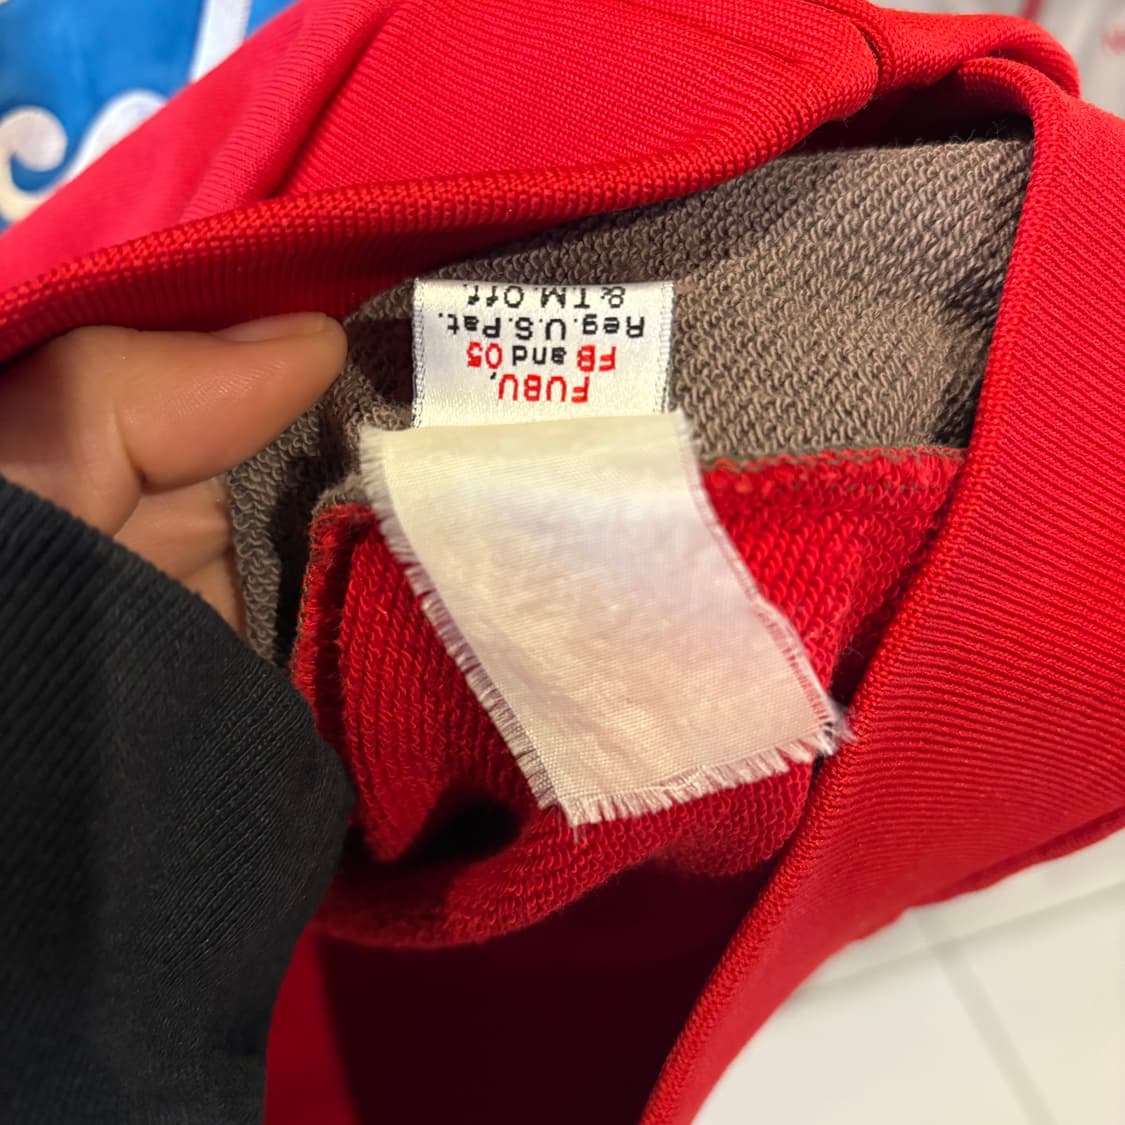 FUBU,
FB and 05
Reg.U.S.Pat.
& T.M.Off.